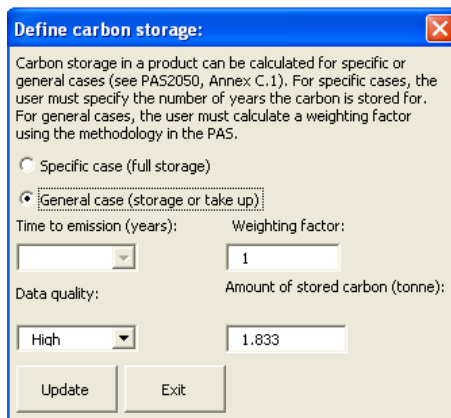 Define carbon storage:
Carbon storage in a product can be calculated for specific or
general cases (see PAS2050, Annex C.1). For specific cases, the
user must specify the number of years the carbon is stored for.
For general cases, the user must calculate a weighting factor
using the methodology in the PAS.
Specific case (full storage)
General case (storage or take up)
Time to emission (years): Weighting factor:
1
Data quality: Amount of stored carbon (tonne):
High 1.833
Update Exit